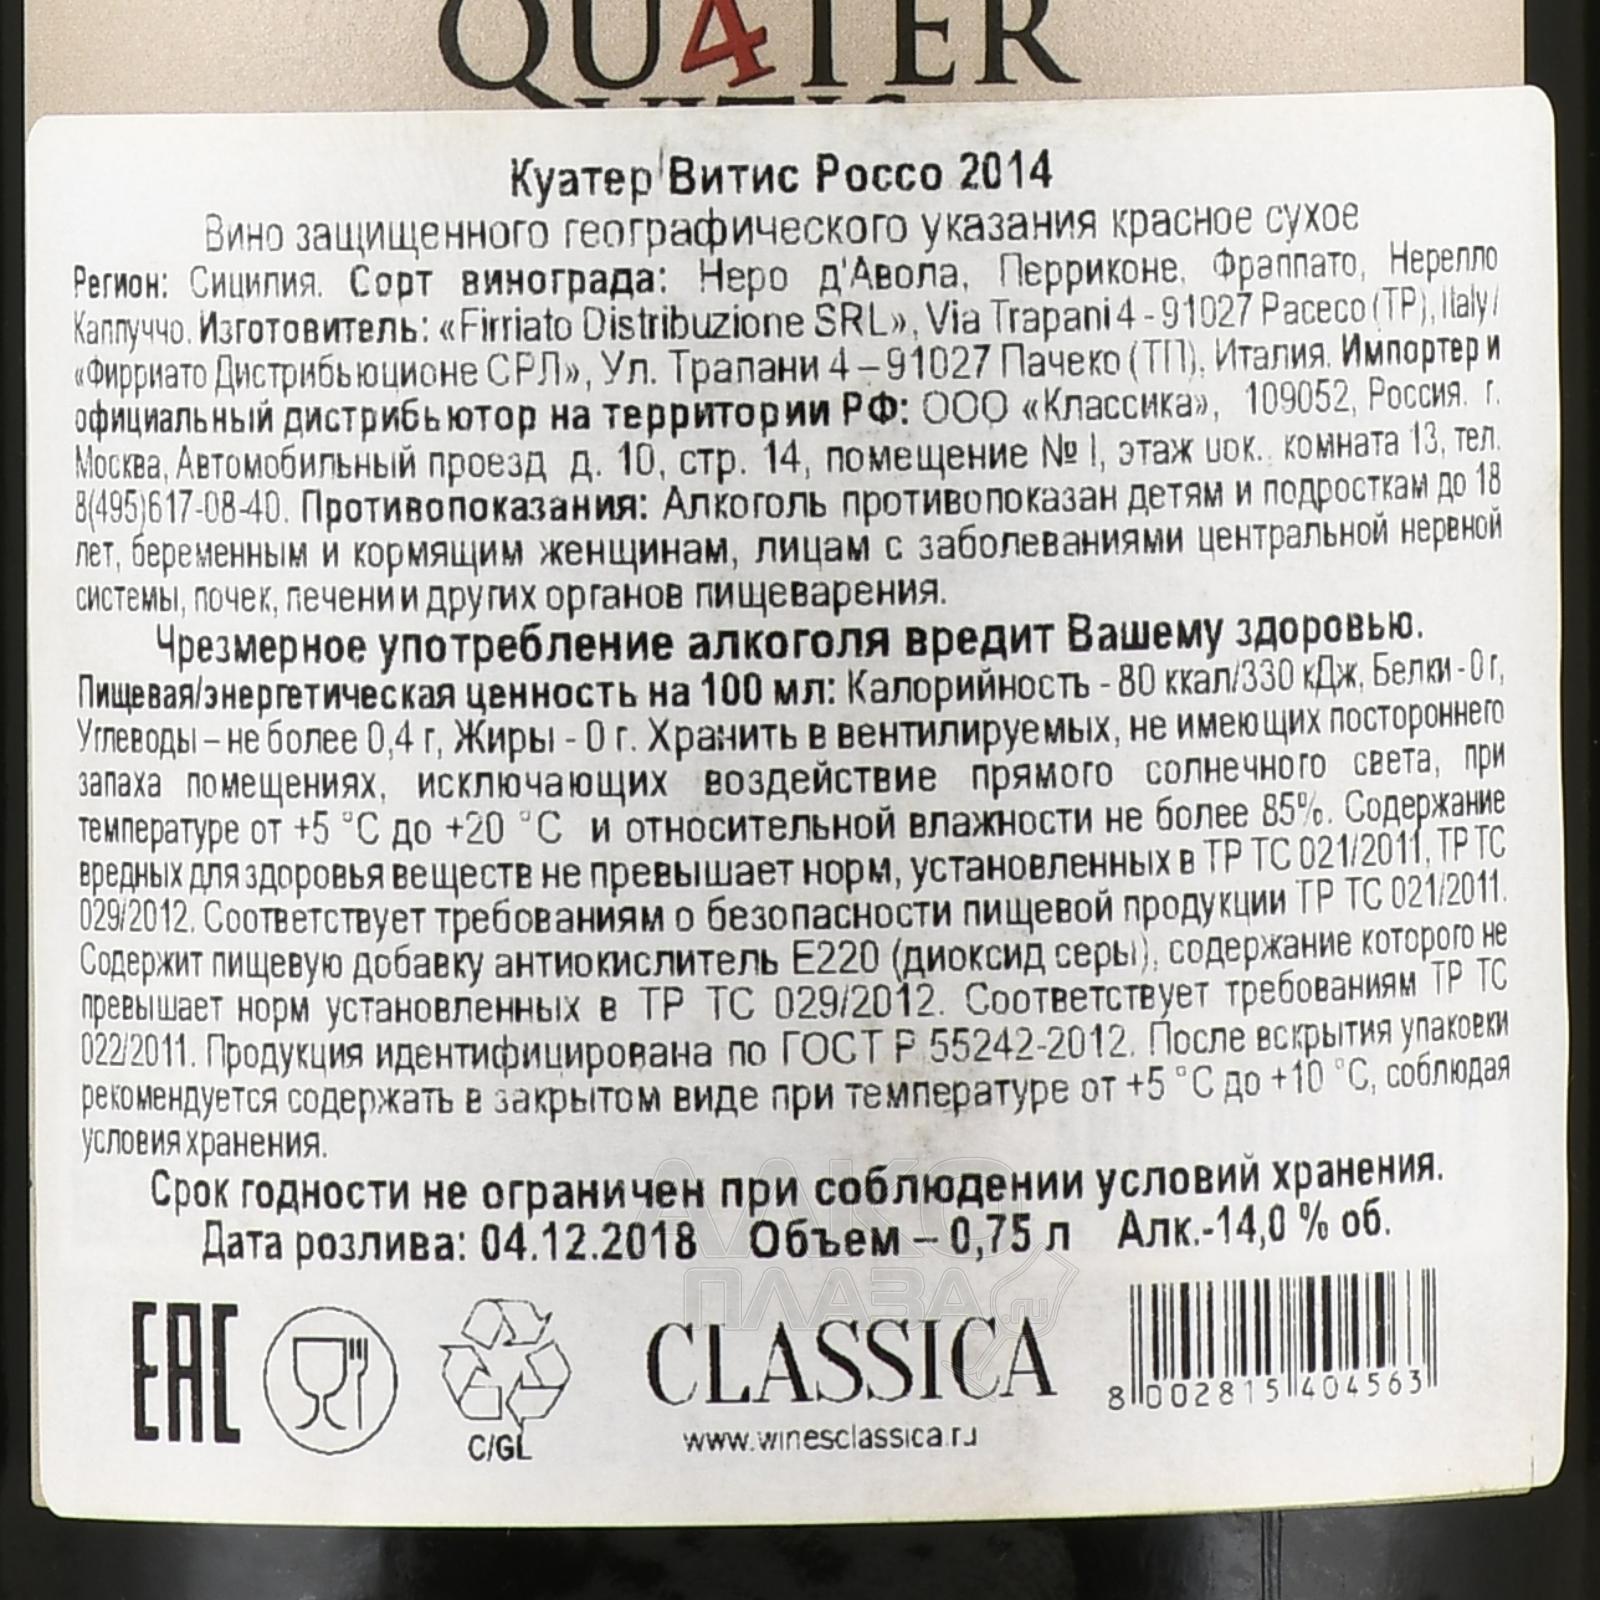 QU4TER
Куатер Витис Россо 2014
Вино защищенного географического указания красное сухое
Регион: Сицилия. Сорт винограда: Неро д'Авола, Перриконе, Фраппато, Нерелло
Каппуччо. Изготовитель: «Firriato Distribuzione SRL», Via Trapani 4 - 91027 Paceco (TP), Italy/
«Фирриато Дистрибьюционе СРЛ», Ул. Трапани 4 – 91027 Пачеко (ТП), Италия. Импортер и
официальный дистрибьютор на территории РФ: ООО «Классика», 109052, Россия. г.
Москва, Автомобильный проезд д. 10, стр. 14, помещение № I, этаж цок., комната 13, тел.
8(495)617-08-40. Противопоказания: Алкоголь противопоказан детям и подросткам до 18
лет, беременным и кормящим женщинам, лицам с заболеваниями центральной нервной
системы, почек, печени и других органов пищеварения.
Чрезмерное употребление алкоголя вредит Вашему здоровью.
Пищевая/энергетическая ценность на 100 мл: Калорийность - 80 ккал/330 кДж, Белки - 0 г,
Углеводы – не более 0,4 г, Жиры - 0 г. Хранить в вентилируемых, не имеющих постороннего
запаха помещениях, исключающих воздействие прямого солнечного света, при
температуре от +5 °C до +20 °C и относительной влажности не более 85%. Содержание
вредных для здоровья веществ не превышает норм, установленных в ТР ТС 021/2011, ТР ТС
029/2012. Соответствует требованиям о безопасности пищевой продукции ТР ТС 021/2011.
Содержит пищевую добавку антиокислитель Е220 (диоксид серы), содержание которого не
превышает норм установленных в ТР ТС 029/2012. Соответствует требованиям ТР ТС
022/2011. Продукция идентифицирована по ГОСТ Р 55242-2012. После вскрытия упаковки
рекомендуется содержать в закрытом виде при температуре от +5 °C до +10 °C, соблюдая
условия хранения.
Срок годности не ограничен при соблюдении условий хранения.
Дата розлива: 04.12.2018 Объем – 0,75 л Алк.-14,0 % об.
АЛКО
ПЛАЗА.ru
EAC
C/GL
CLASSICA
www.winesclassica.ru
8 002815 404563